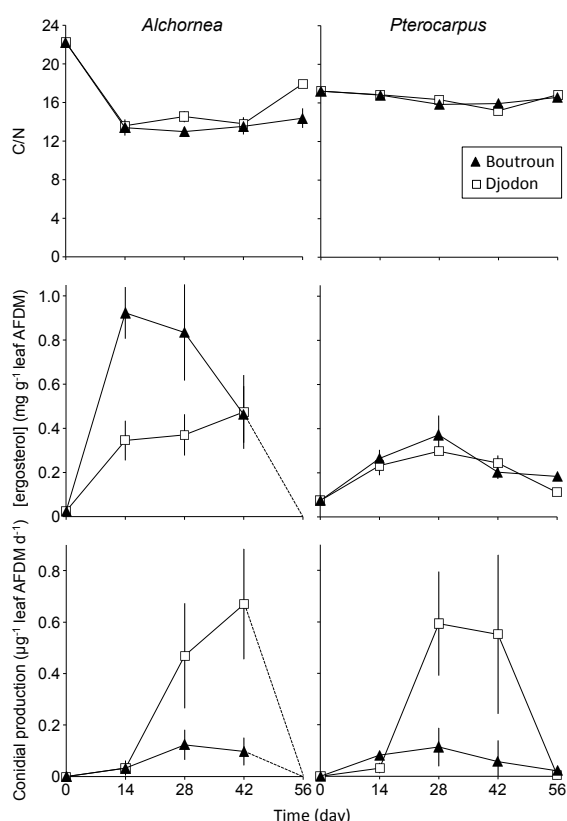 Alchornea
Pterocarpus
24
20
16
12
8
4
0
C/N
Boutroun
Djodon
1.0
0.8
0.6
0.4
0.2
0
[ergosterol] (mg g-1 leaf AFDM)
0.8
0.6
0.4
0.2
0
Conidial production (µg-1 leaf AFDM d-1)
0 14 28 42 56 0 14 28 42 56
Time (day)